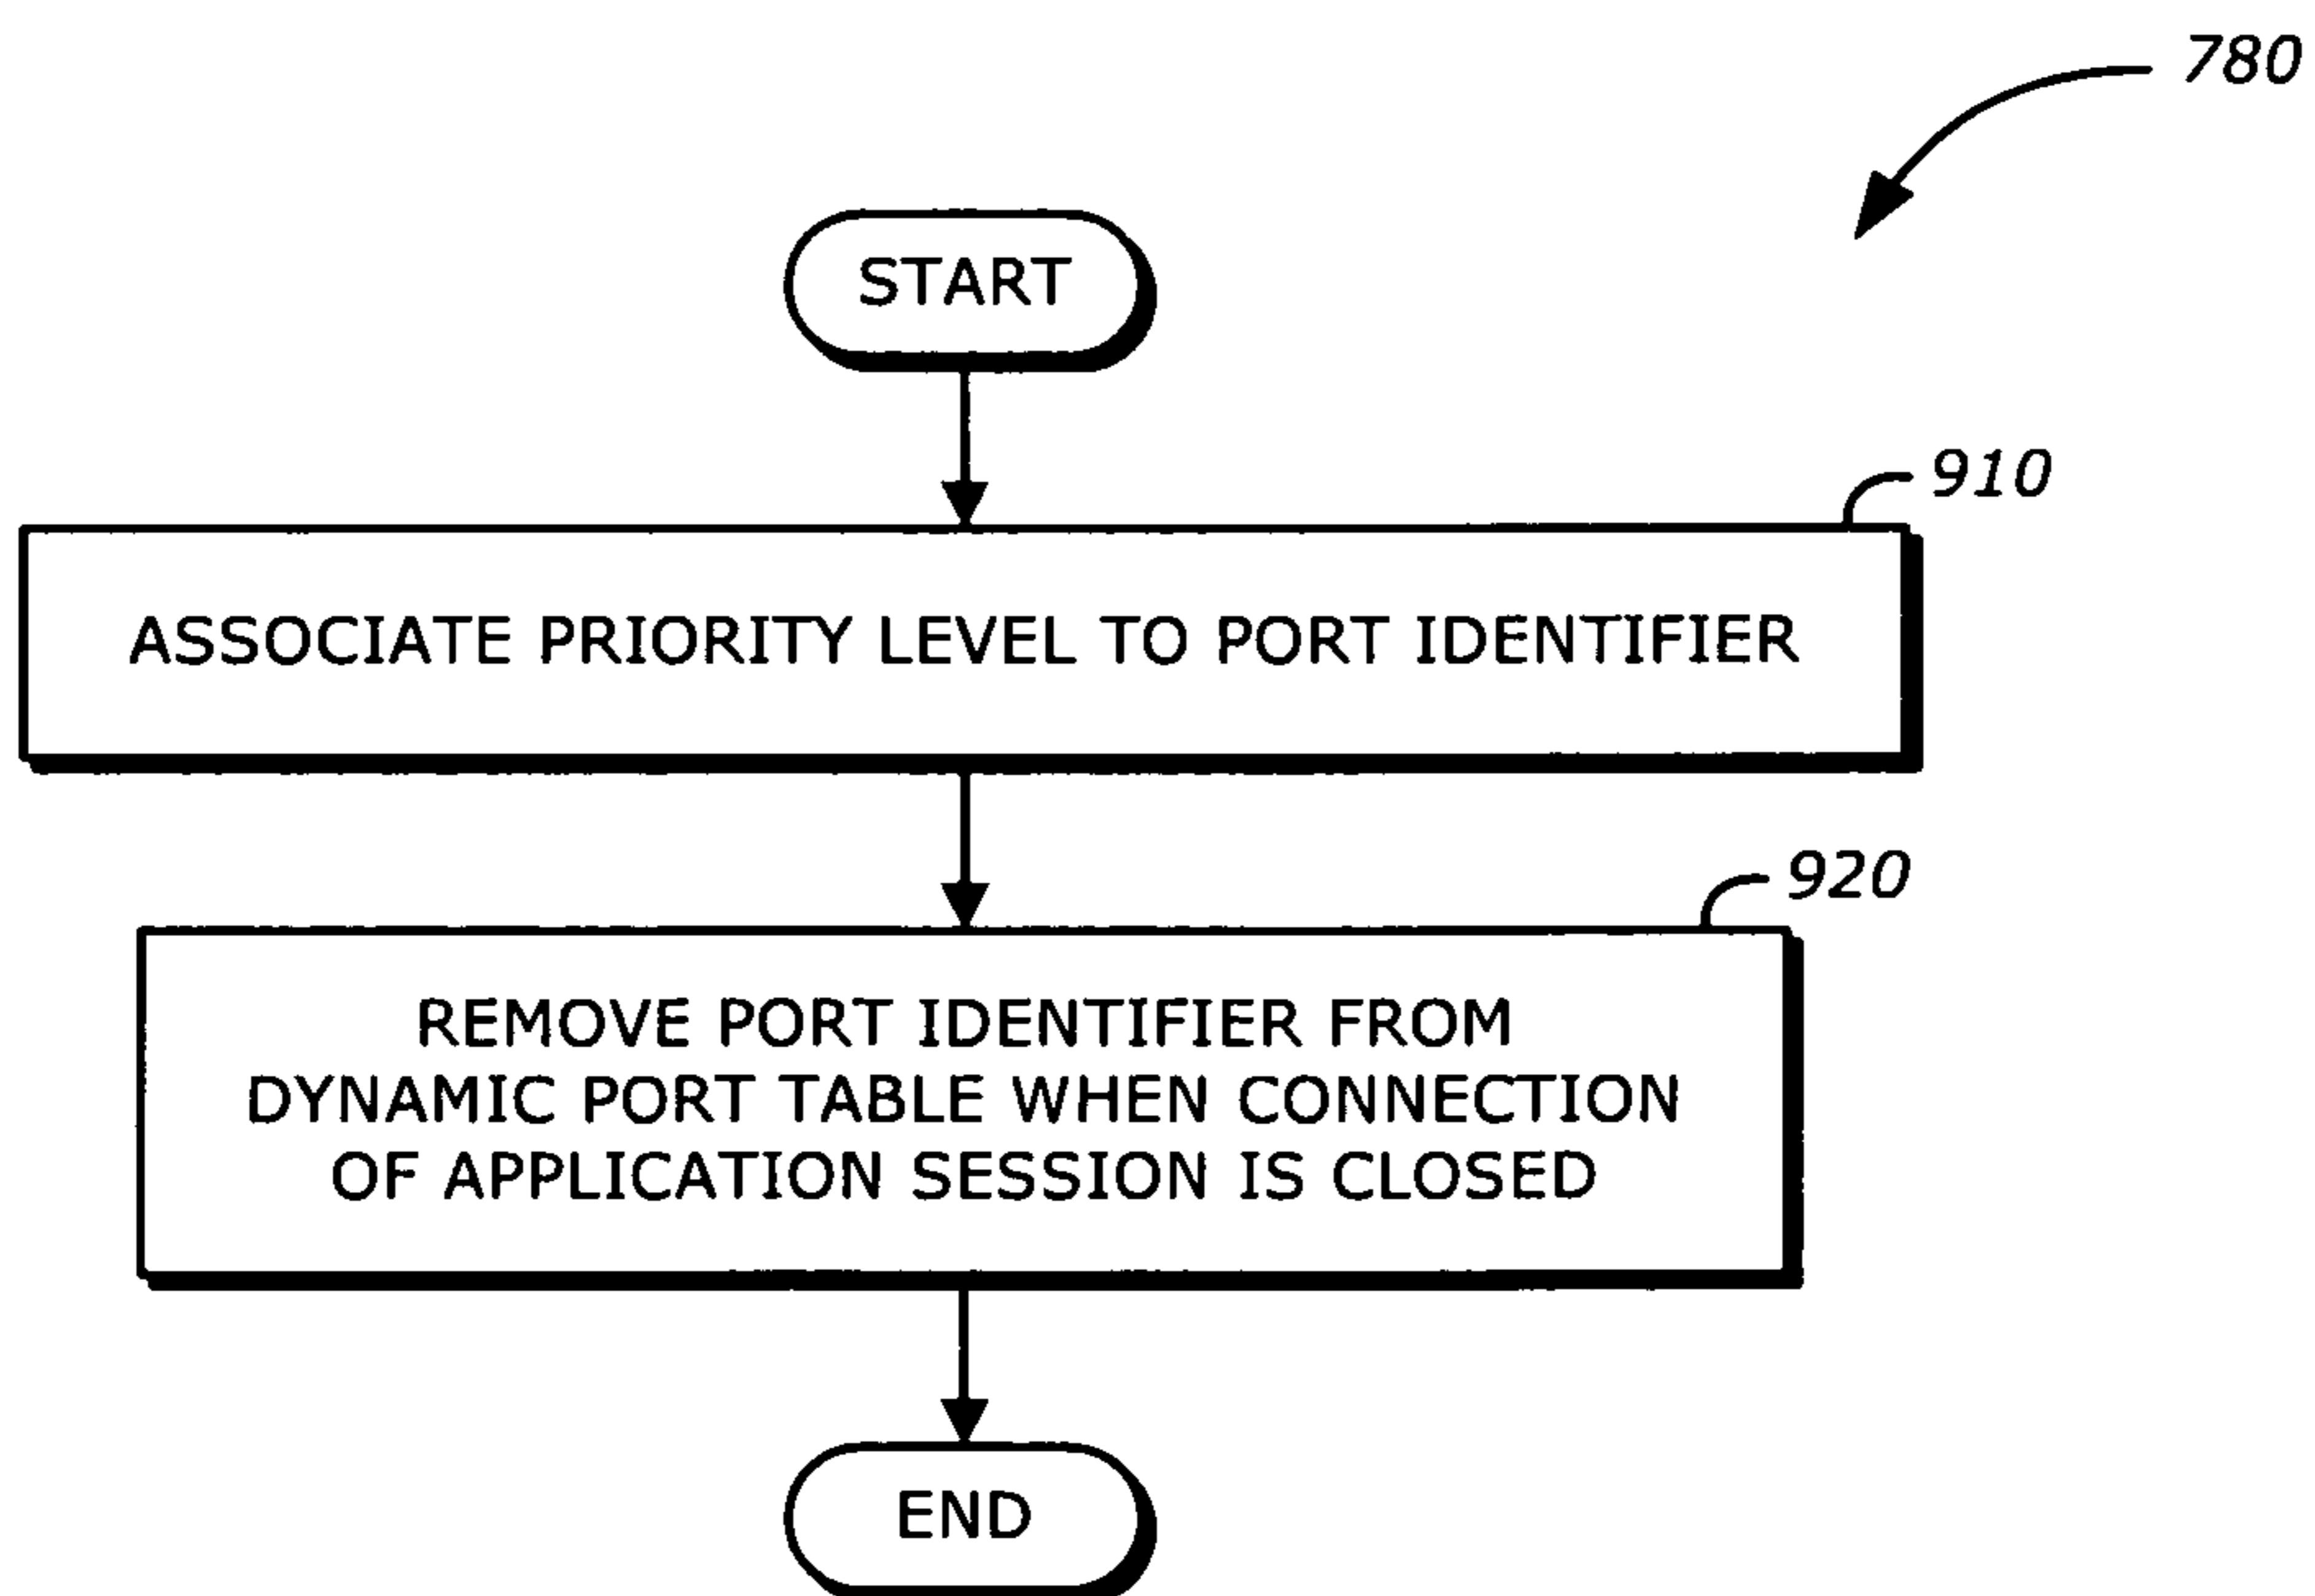 780
START
910
ASSOCIATE PRIORITY LEVEL TO PORT IDENTIFIER
920
REMOVE PORT IDENTIFIER FROM
DYNAMIC PORT TABLE WHEN CONNECTION
OF APPLICATION SESSION IS CLOSED
END